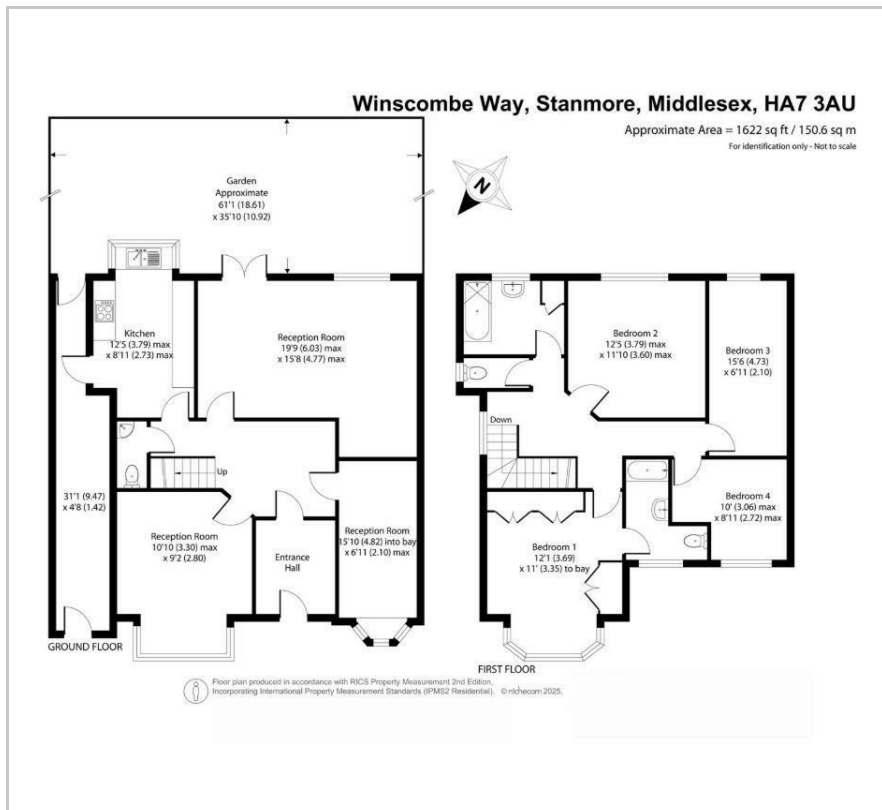 Winscombe Way, Stanmore, Middlesex, HA7 3AU
Approximate Area = 1622 sq ft / 150.6 sq m
For identification only - Not to scale
N
Garden
Approximate
61'1 (18.61)
x 35'10 (10.92)
Kitchen
12'5 (3.79) max
x 8'11 (2.73) max
Reception Room
19'9 (6.03) max
x 15'8 (4.77) max
Up
31'1 (9.47)
x 4'8 (1.42)
Reception Room
10'10 (3.30) max
x 9'2 (2.80)
Entrance
Hall
Reception Room
15'10 (4.82) into bay
x 6'11 (2.10) max
GROUND FLOOR
Bedroom 2
12'5 (3.79) max
x 11'10 (3.60) max
Bedroom 3
15'6 (4.73)
x 6'11 (2.10)
Down
Bedroom 4
10' (3.06) max
x 8'11 (2.72) max
Bedroom 1
12'1 (3.69)
x 11' (3.35) to bay
FIRST FLOOR
Floor plan produced in accordance with RICS Property Measurement 2nd Edition,
Incorporating International Property Measurement Standards (IPMS2 Residential). © nichecom 2025.